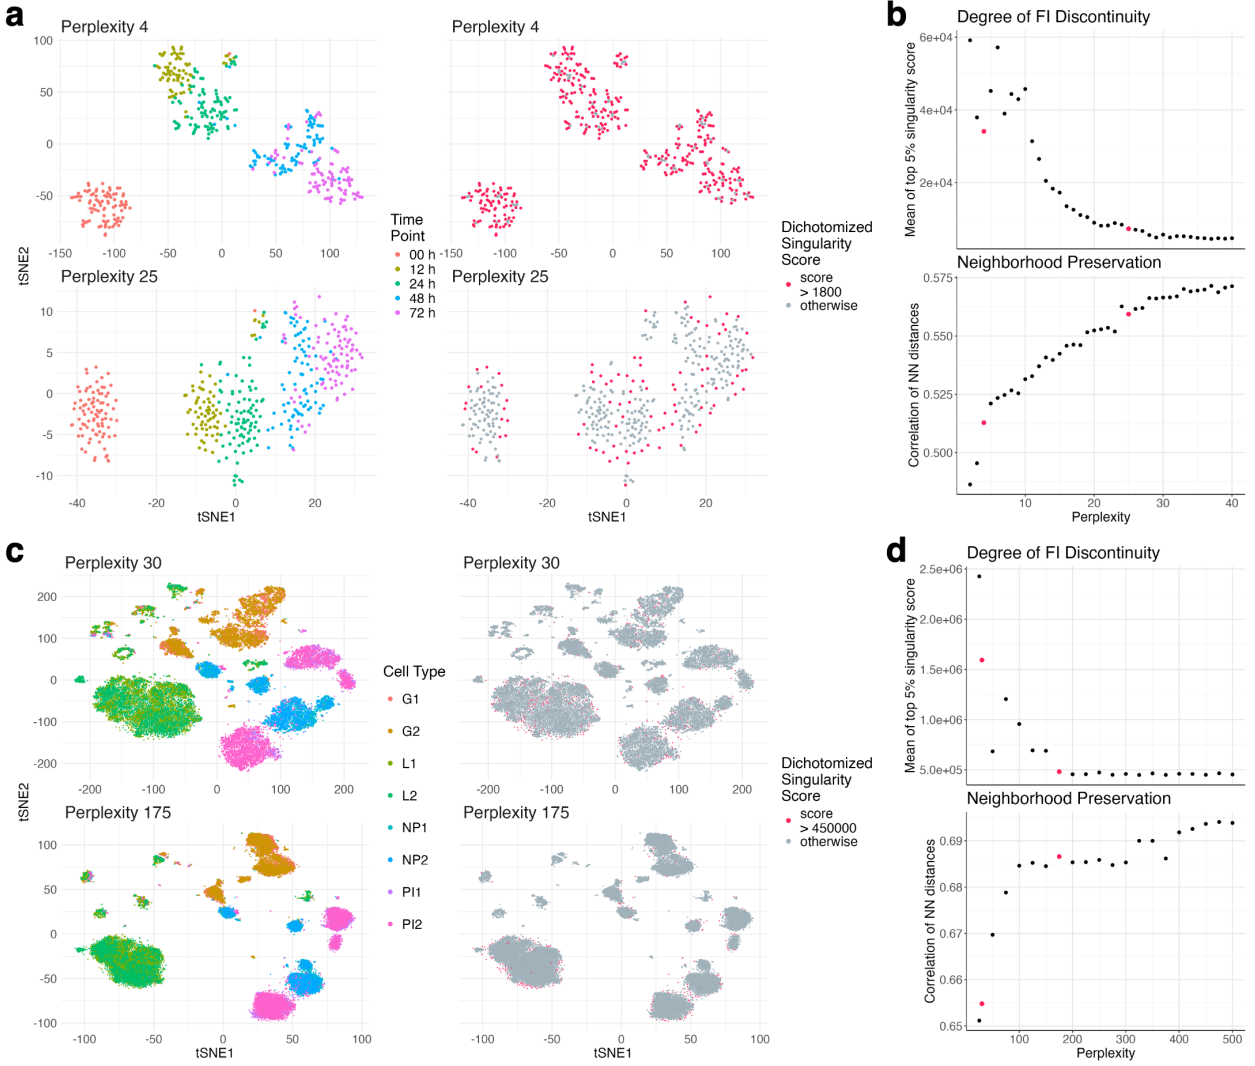 a
Perplexity 4
Perplexity 4
100
50
0
-50
-150
-100
-50
0
50
100
-150
-100
-50
0
50
100
tSNE2
Time
Point
00 h
12 h
24 h
48 h
72 h
Dichotomized
Singularity
Score
score
> 1800
otherwise
Perplexity 25
Perplexity 25
10
5
0
-5
-10
-40
-20
0
20
-40
-20
0
20
tSNE1
tSNE1
b
Degree of FI Discontinuity
Mean of top 5% singularity score
6e+04
4e+04
2e+04
Neighborhood Preservation
Correlation of NN distances
0.575
0.550
0.525
0.500
10
20
30
40
Perplexity
c
Perplexity 30
Perplexity 30
200
100
0
-100
-200
-200
-100
0
100
200
-200
-100
0
100
200
tSNE2
Cell Type
G1
G2
L1
L2
NP1
NP2
PI1
PI2
Dichotomized
Singularity
Score
score
> 450000
otherwise
Perplexity 175
Perplexity 175
100
50
0
-50
-100
-100
-50
0
50
100
-100
-50
0
50
100
tSNE1
tSNE1
d
Degree of FI Discontinuity
Mean of top 5% singularity score
2.5e+06
2.0e+06
1.5e+06
1.0e+06
5.0e+05
Neighborhood Preservation
Correlation of NN distances
0.69
0.68
0.67
0.66
0.65
100
200
300
400
500
Perplexity